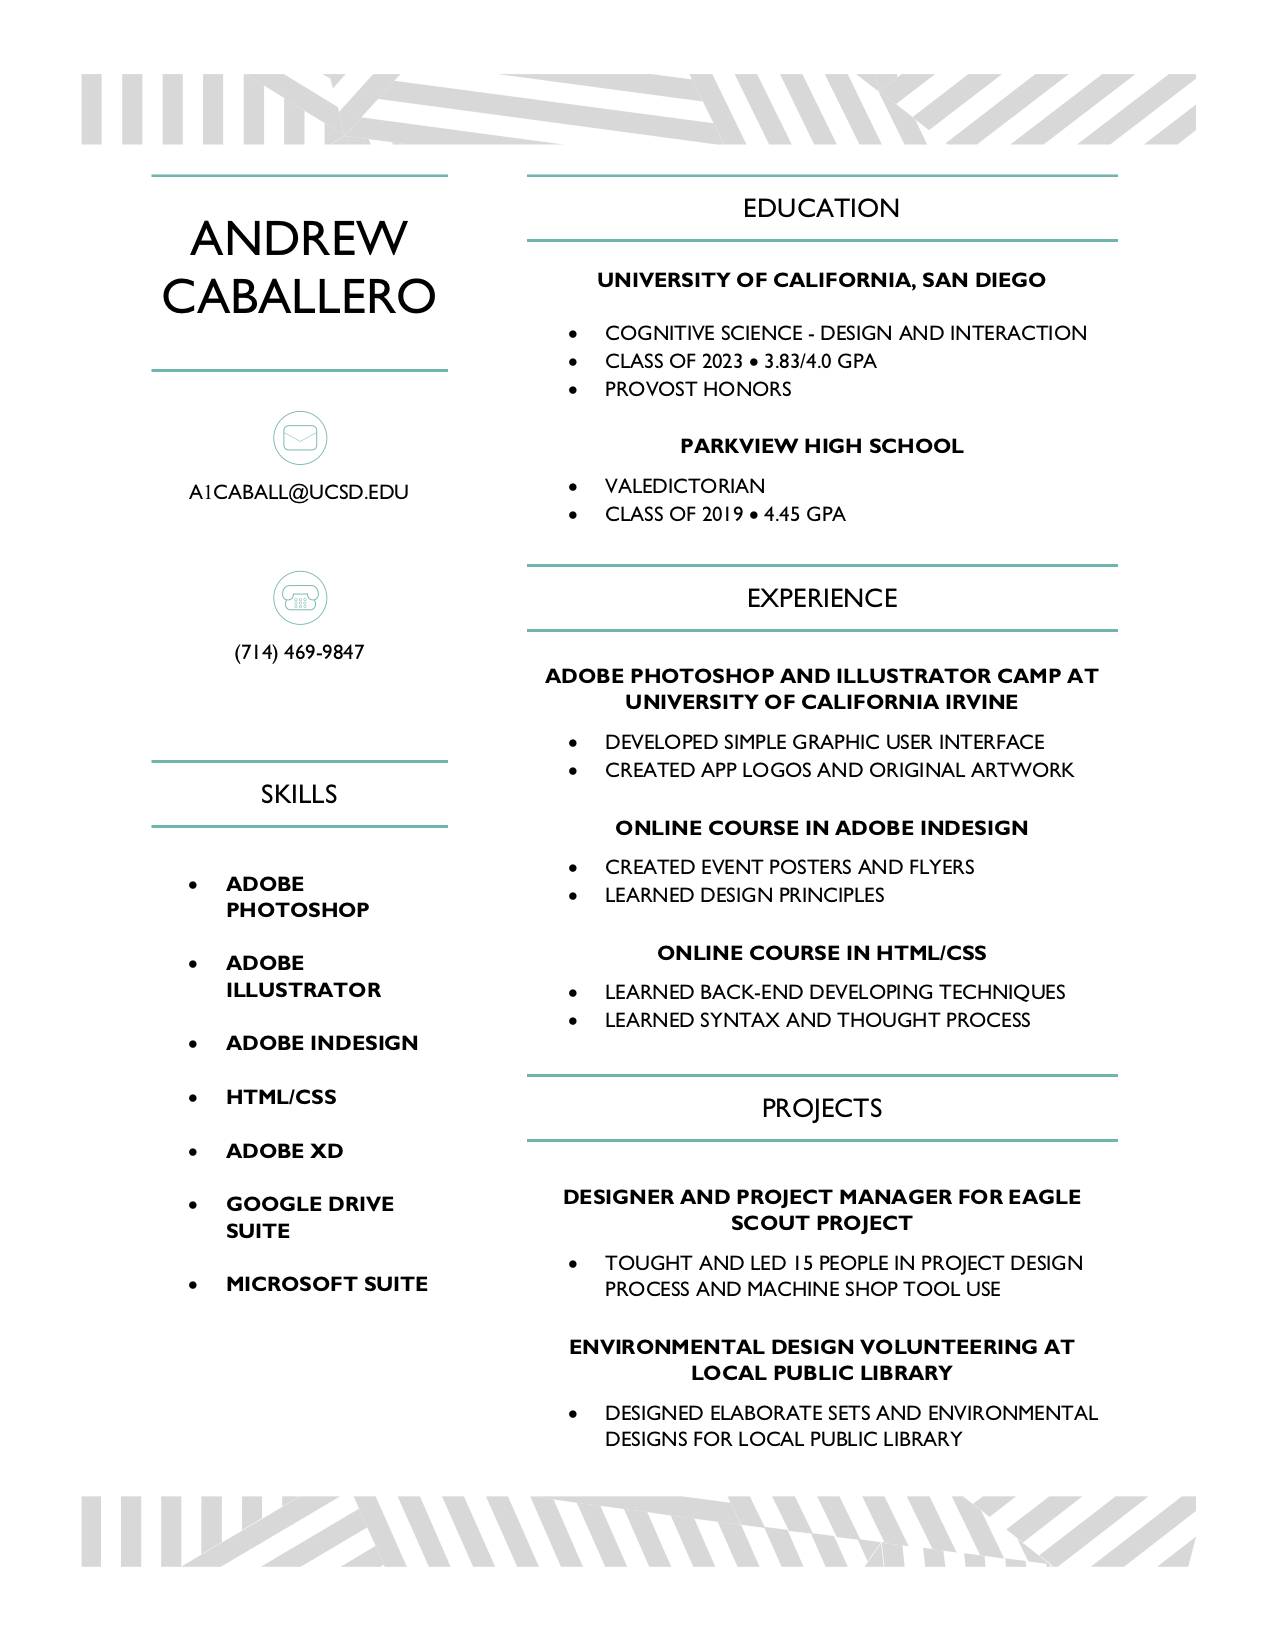 ANDREW
CABALLERO
A1CABALL@UCSD.EDU
(714) 469-9847
SKILLS
• ADOBE
PHOTOSHOP
• ADOBE
ILLUSTRATOR
• ADOBE INDESIGN
• HTML/CSS
• ADOBE XD
• GOOGLE DRIVE
SUITE
• MICROSOFT SUITE
EDUCATION
UNIVERSITY OF CALIFORNIA, SAN DIEGO
• COGNITIVE SCIENCE - DESIGN AND INTERACTION
• CLASS OF 2023 • 3.83/4.0 GPA
• PROVOST HONORS
PARKVIEW HIGH SCHOOL
• VALEDICTORIAN
• CLASS OF 2019 • 4.45 GPA
EXPERIENCE
ADOBE PHOTOSHOP AND ILLUSTRATOR CAMP AT
UNIVERSITY OF CALIFORNIA IRVINE
• DEVELOPED SIMPLE GRAPHIC USER INTERFACE
• CREATED APP LOGOS AND ORIGINAL ARTWORK
ONLINE COURSE IN ADOBE INDESIGN
• CREATED EVENT POSTERS AND FLYERS
• LEARNED DESIGN PRINCIPLES
ONLINE COURSE IN HTML/CSS
• LEARNED BACK-END DEVELOPING TECHNIQUES
• LEARNED SYNTAX AND THOUGHT PROCESS
PROJECTS
DESIGNER AND PROJECT MANAGER FOR EAGLE
SCOUT PROJECT
• TOUGHT AND LED 15 PEOPLE IN PROJECT DESIGN
PROCESS AND MACHINE SHOP TOOL USE
ENVIRONMENTAL DESIGN VOLUNTEERING AT
LOCAL PUBLIC LIBRARY
• DESIGNED ELABORATE SETS AND ENVIRONMENTAL
DESIGNS FOR LOCAL PUBLIC LIBRARY